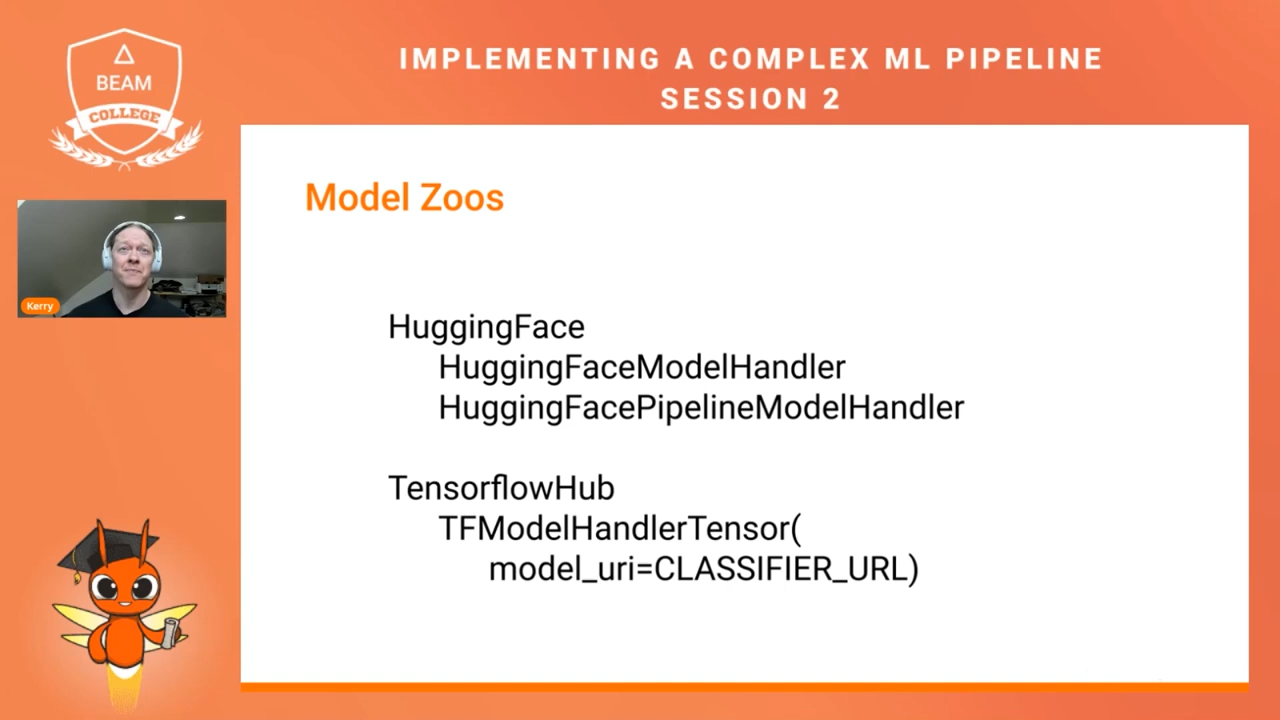 BEAM
COLLEGE
IMPLEMENTING A COMPLEX ML PIPELINE
SESSION 2
Kerry
Model Zoos
HuggingFace
HuggingFaceModelHandler
HuggingFacePipelineModelHandler
TensorflowHub
TFModelHandlerTensor(
model_uri=CLASSIFIER_URL)